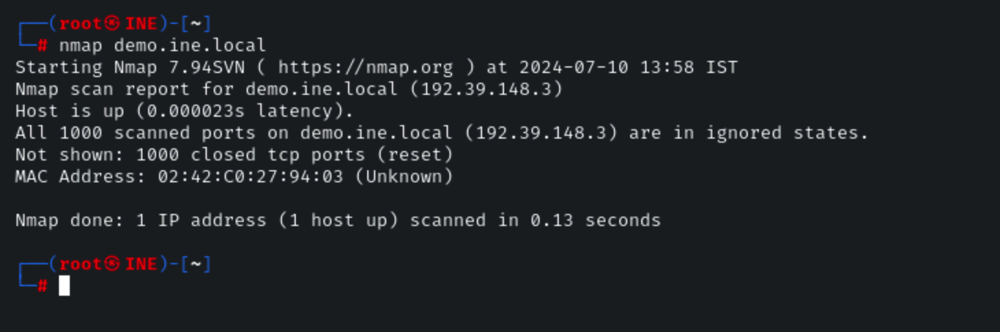 ┌──(root㉿INE)-[~]
└─# nmap demo.ine.local
Starting Nmap 7.94SVN ( https://nmap.org ) at 2024-07-10 13:58 IST
Nmap scan report for demo.ine.local (192.39.148.3)
Host is up (0.000023s latency).
All 1000 scanned ports on demo.ine.local (192.39.148.3) are in ignored states.
Not shown: 1000 closed tcp ports (reset)
MAC Address: 02:42:C0:27:94:03 (Unknown)
Nmap done: 1 IP address (1 host up) scanned in 0.13 seconds
┌──(root㉿INE)-[~]
└─#